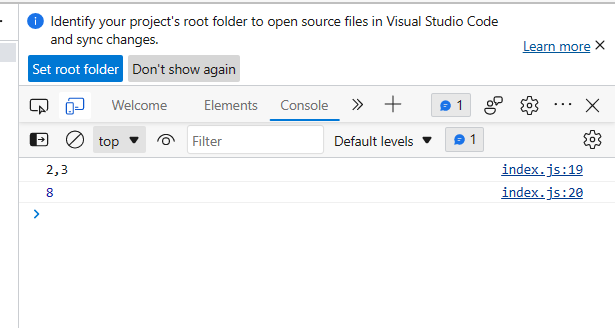 Identify your project's root folder to open source files in Visual Studio Code
and sync changes.
Learn more
Set root folder Don't show again
Welcome Elements Console 1
top Filter Default levels 1
2,3 index.js:19
8 index.js:20